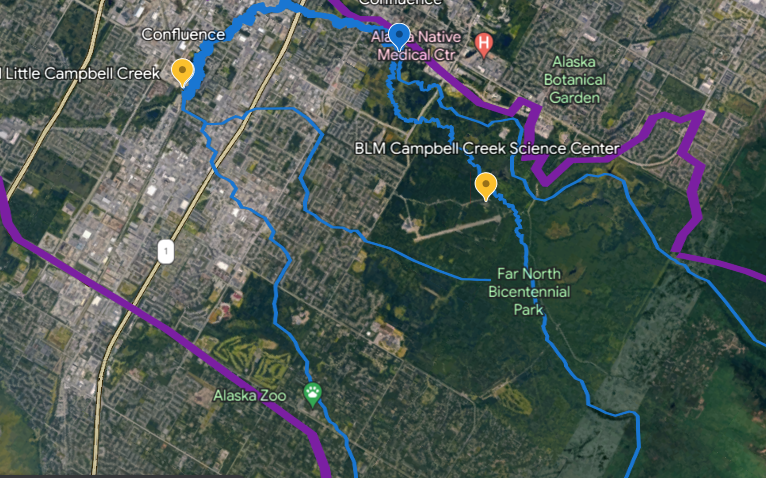 Confluence
Confluence
Alaska Native
Medical Ctr
H
l Little Campbell Creek
Alaska
Botanical
Garden
BLM Campbell Creek Science Center
1
Far North
Bicentennial
Park
Alaska Zoo